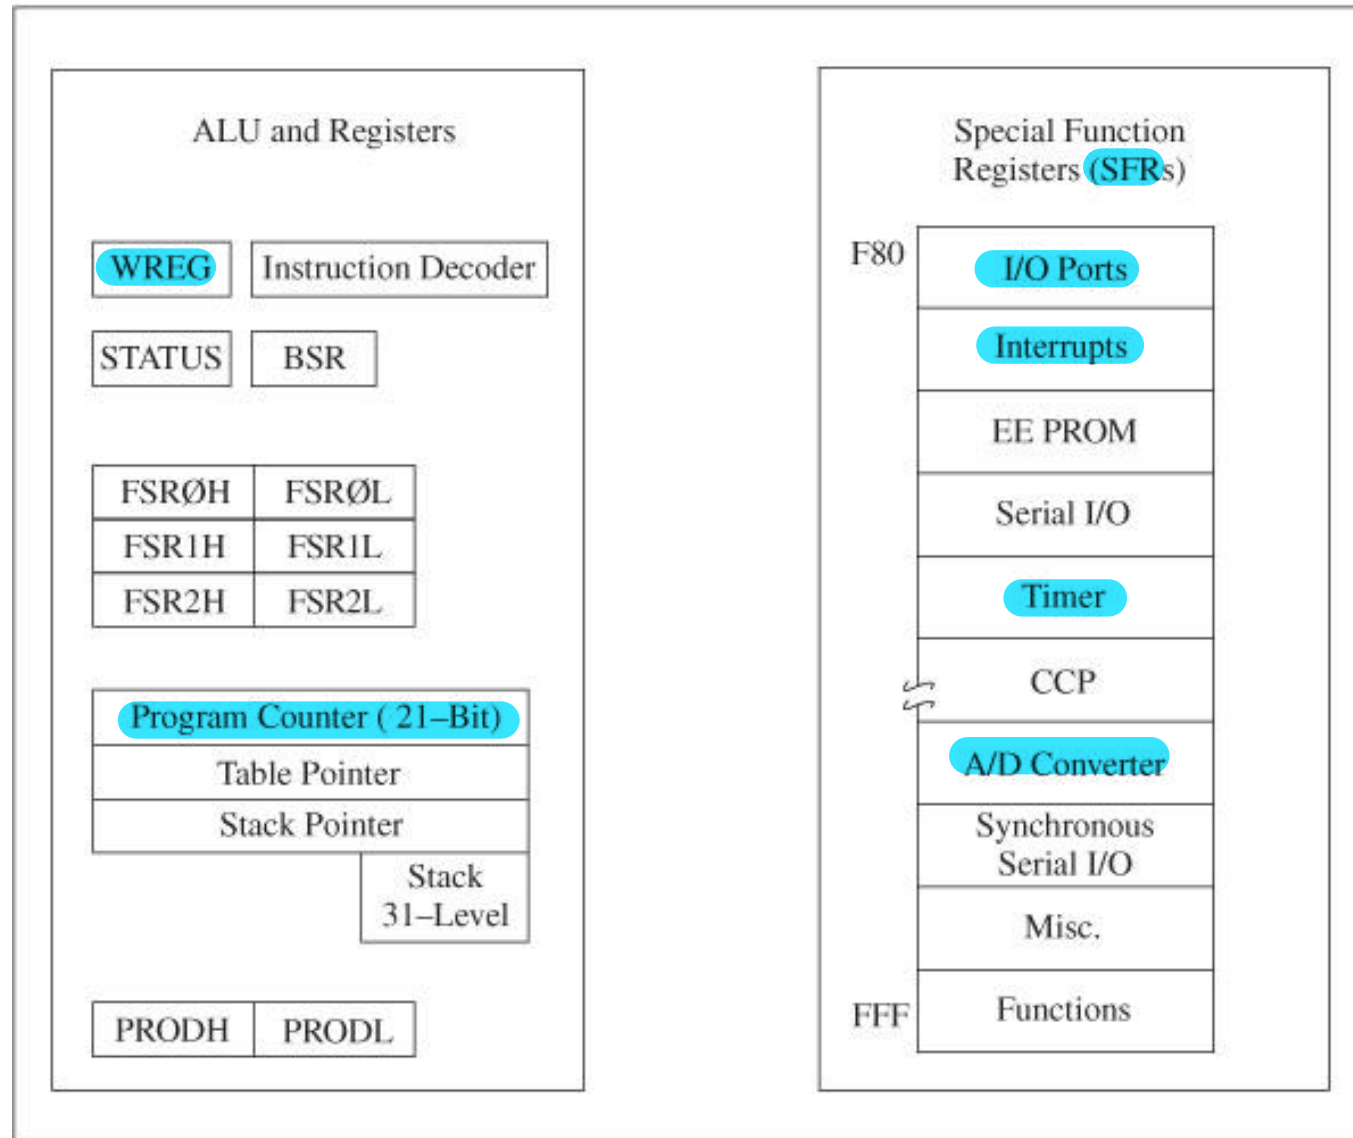 ALU and Registers
WREG
Instruction Decoder
STATUS
BSR
FSRØH
FSRØL
FSR1H
FSR1L
FSR2H
FSR2L
Program Counter ( 21–Bit)
Table Pointer
Stack Pointer
Stack
31–Level
PRODH
PRODL
Special Function
Registers (SFRs)
F80
I/O Ports
Interrupts
EE PROM
Serial I/O
Timer
CCP
A/D Converter
Synchronous
Serial I/O
Misc.
FFF
Functions